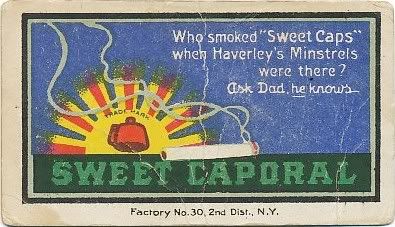 Who smoked "Sweet Caps"
when Haverley's Minstrels
were there?
Ask Dad, he knows
TRADE MARK
SWEET CAPORAL
Factory No. 30, 2nd Dist., N.Y.